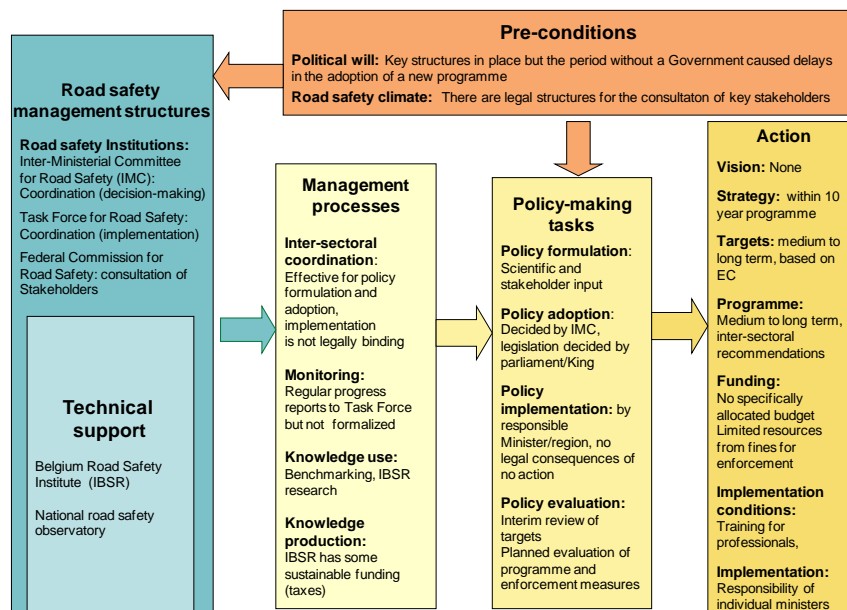 Pre-conditions
Political will: Key structures in place but the period without a Government caused delays
in the adoption of a new programme
Road safety climate: There are legal structures for the consultaton of key stakeholders
Road safety
management structures
Road safety Institutions:
Inter-Ministerial Committee
for Road Safety (IMC):
Coordination (decision-making)
Task Force for Road Safety:
Coordination (implementation)
Federal Commission for
Road Safety: consultation of
Stakeholders
Technical
support
Belgium Road Safety
Institute (IBSR)
National road safety
observatory
Management
processes
Inter-sectoral
coordination:
Effective for policy
formulation and
adoption,
implementation
is not legally binding
Monitoring:
Regular progress
reports to Task Force
but not formalized
Knowledge use:
Benchmarking, IBSR
research
Knowledge
production:
IBSR has some
sustainable funding
(taxes)
Policy-making
tasks
Policy formulation:
Scientific and
stakeholder input
Policy adoption:
Decided by IMC,
legislation decided by
parliament/King
Policy
implementation: by
responsible
Minister/region, no
legal consequences of
no action
Policy evaluation:
Interim review of
targets
Planned evaluation of
programme and
enforcement measures
Action
Vision: None
Strategy: within 10
year programme
Targets: medium to
long term, based on
EC
Programme:
Medium to long term,
inter-sectoral
recommendations
Funding:
No specifically
allocated budget
Limited resources
from fines for
enforcement
Implementation
conditions:
Training for
professionals,
Implementation:
Responsibility of
individual ministers